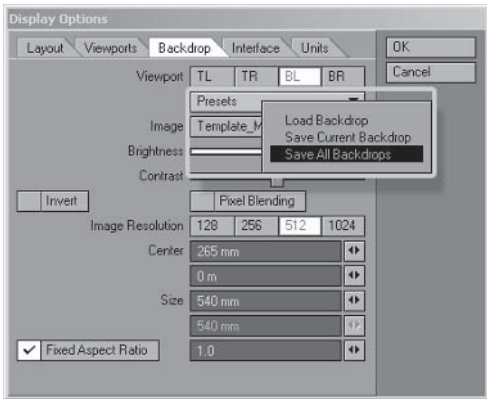 Display Options
Layout Viewports Backdrop Interface Units
OK
Cancel
Viewport TL TR BL BR
Presets
Load Backdrop
Save Current Backdrop
Save All Backdrops
Image Template_M
Brightness
Contrast
Invert Pixel Blending
Image Resolution 128 256 512 1024
Center 265 mm
0 m
Size 540 mm
540 mm
Fixed Aspect Ratio 1.0